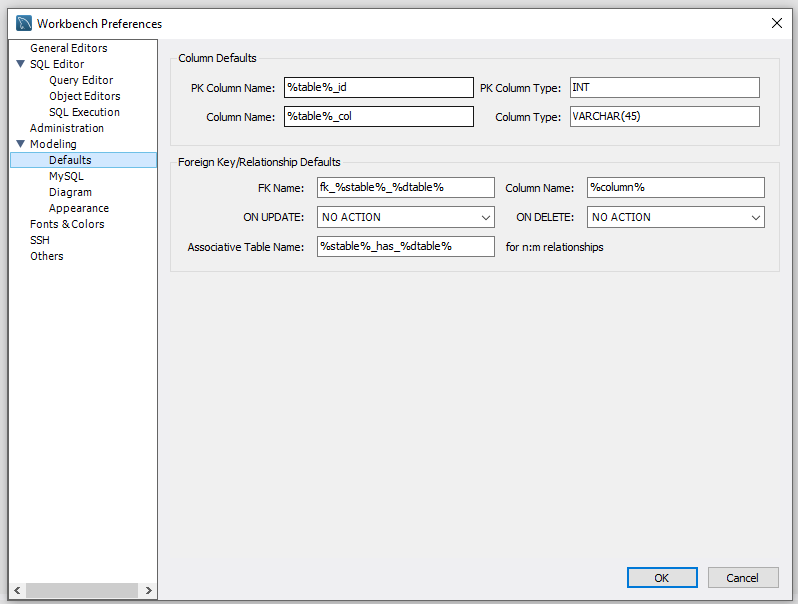 Workbench Preferences
General Editors
SQL Editor
Query Editor
Object Editors
SQL Execution
Administration
Modeling
Defaults
MySQL
Diagram
Appearance
Fonts & Colors
SSH
Others
Column Defaults
PK Column Name: %table%_id PK Column Type: INT
Column Name: %table%_col Column Type: VARCHAR(45)
Foreign Key/Relationship Defaults
FK Name: fk_%stable%_%dtable% Column Name: %column%
ON UPDATE: NO ACTION ON DELETE: NO ACTION
Associative Table Name: %stable%_has_%dtable% for n:m relationships
OK Cancel